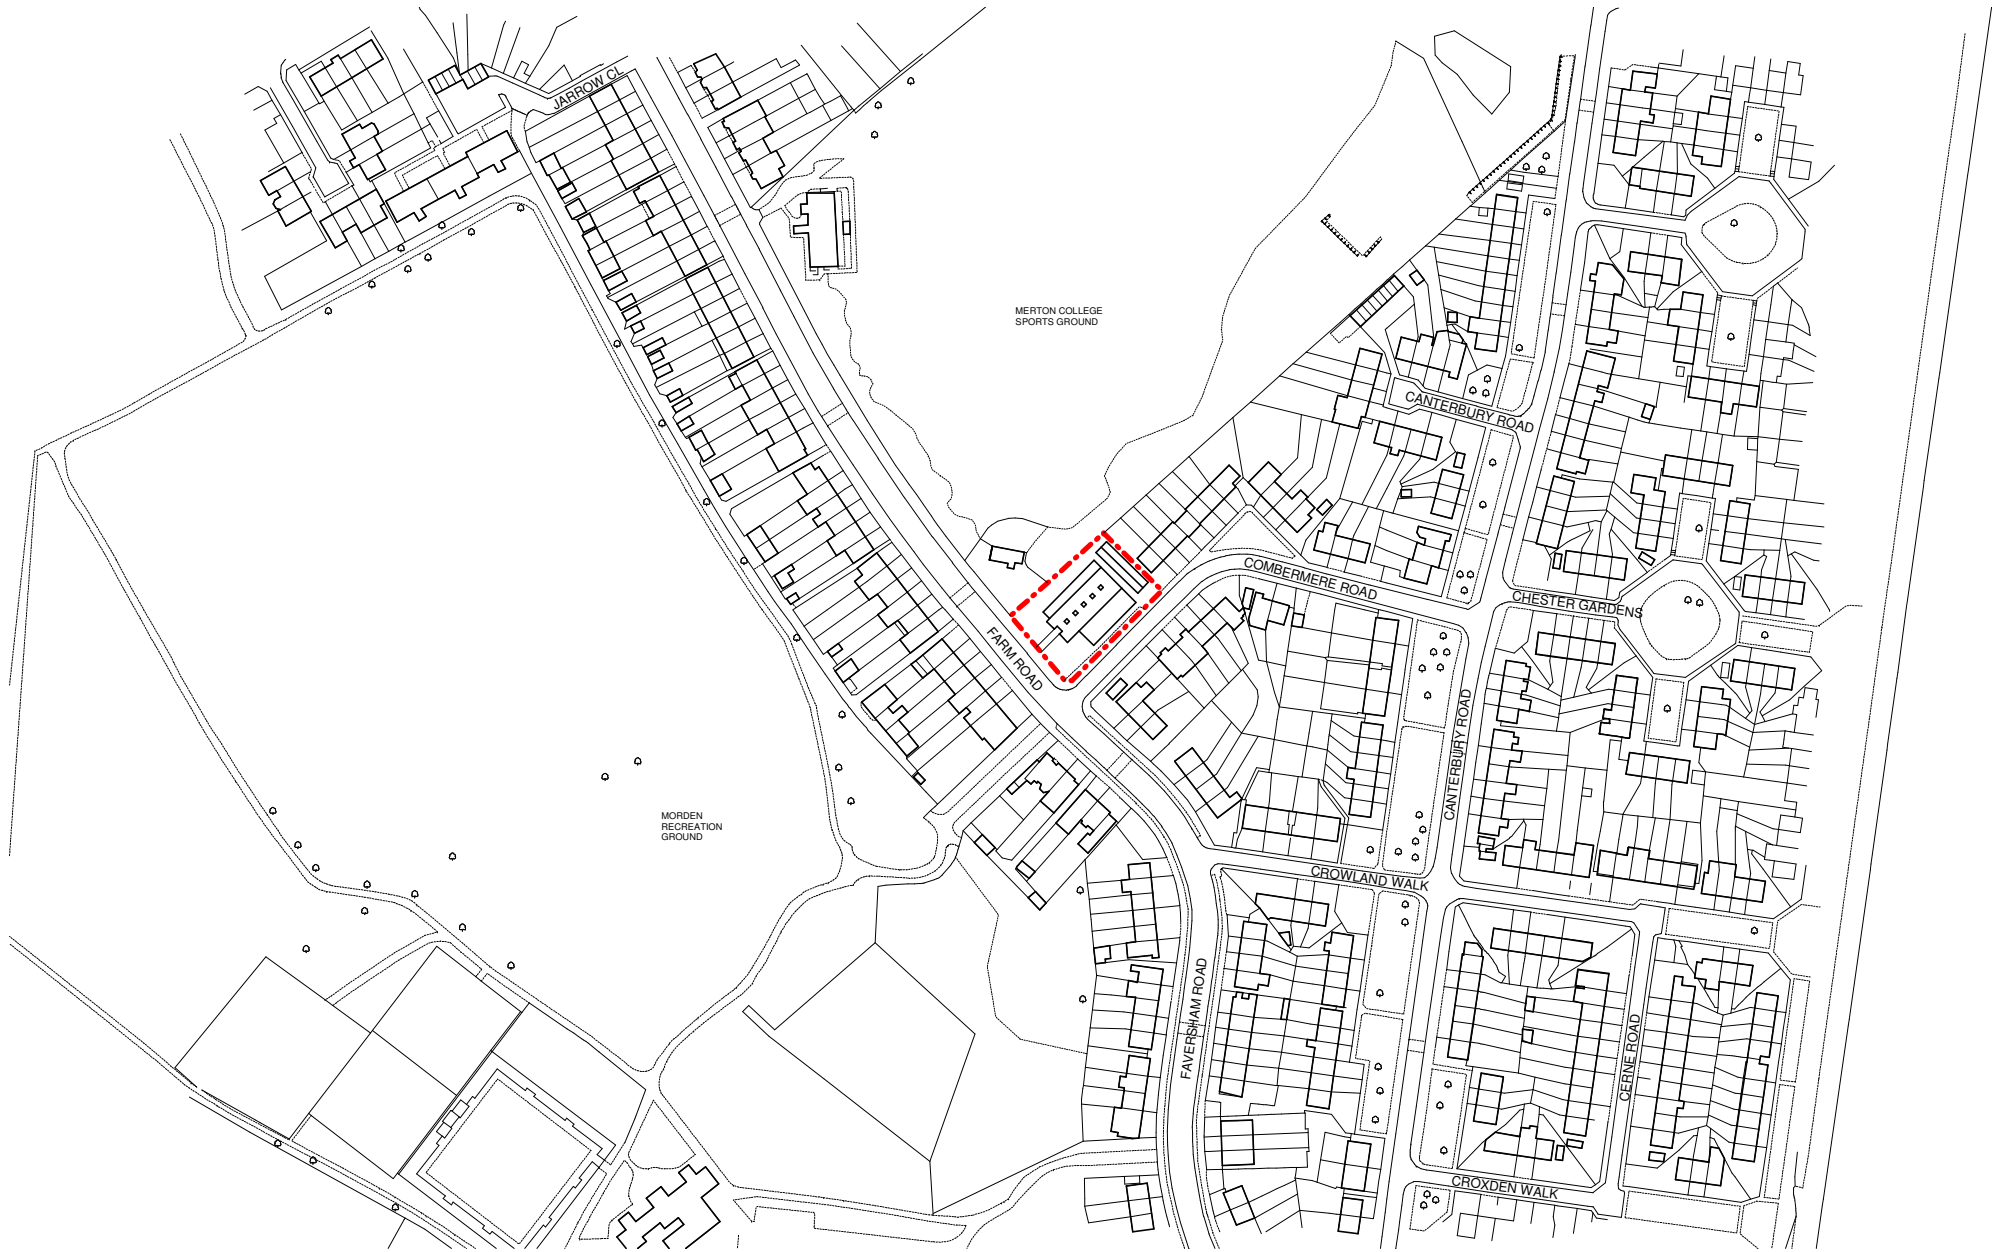 JARROW CL
MERTON COLLEGE
SPORTS GROUND
CANTERBURY ROAD
COMBERMERE ROAD
CHESTER GARDENS
FARM ROAD
CANTERBURY ROAD
MORDEN
RECREATION
GROUND
CROWLAND WALK
FAVERSHAM ROAD
CERNE ROAD
CROXDEN WALK